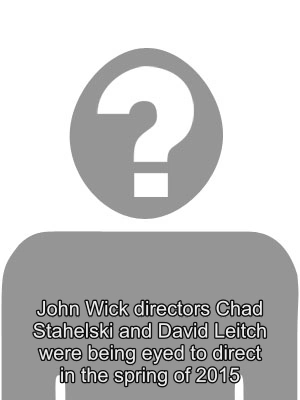 ?
John Wick directors Chad
Stahelski and David Leitch
were being eyed to direct
in the spring of 2015